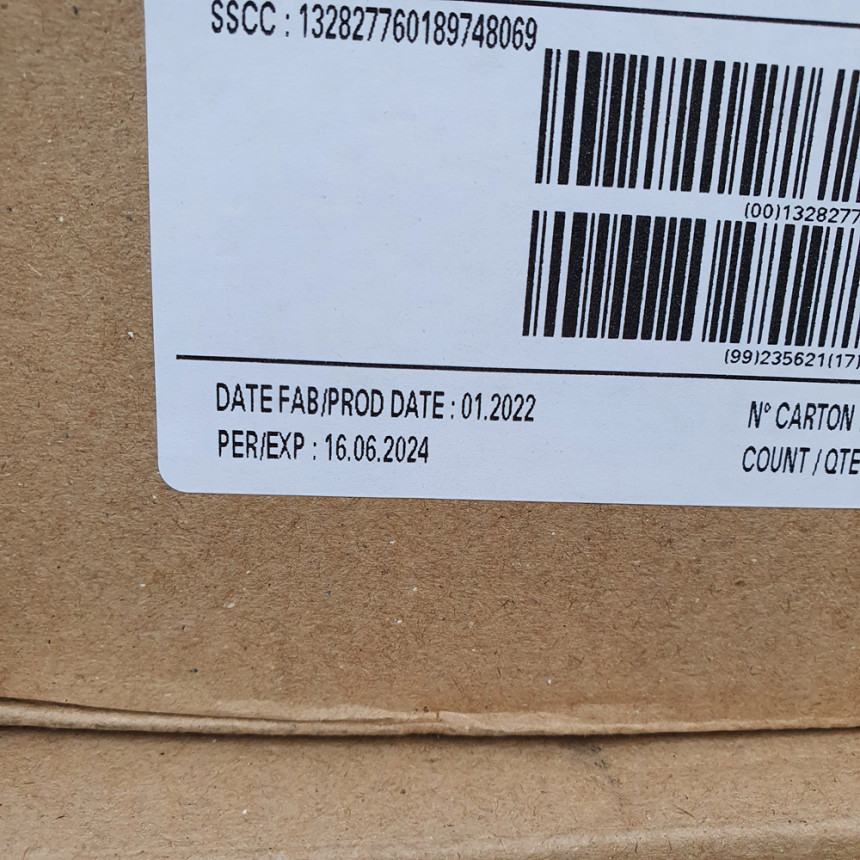 SSCC : 132827760189748069
(00)1328277
(99)235621(17)
DATE FAB/PROD DATE : 01.2022
N° CARTON
PER/EXP : 16.06.2024
COUNT / QTE